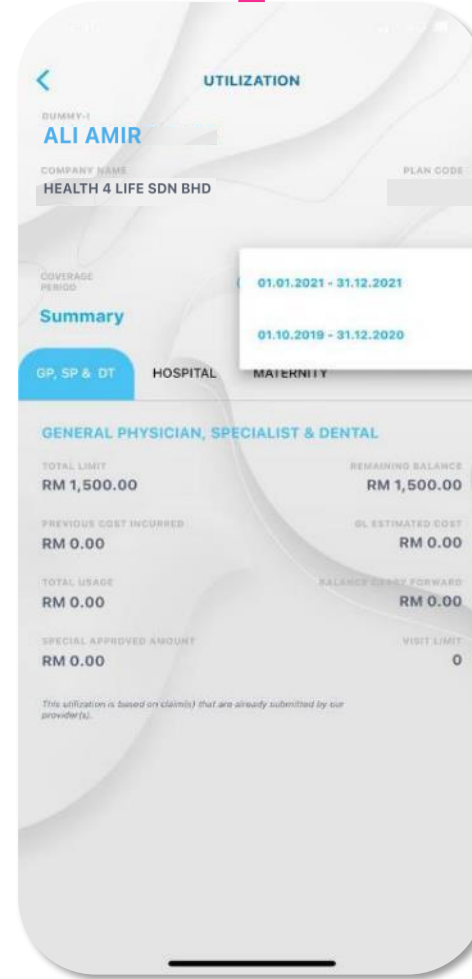 UTILIZATION
DUMMY-I
ALI AMIR
COMPANY NAME
PLAN CODE
HEALTH 4 LIFE SDN BHD
COVERAGE
PERIOD
01.01.2021 - 31.12.2021
Summary
01.10.2019 - 31.12.2020
GP, SP & DT
HOSPITAL
MATERNITY
GENERAL PHYSICIAN, SPECIALIST & DENTAL
TOTAL LIMIT
REMAINING BALANCE
RM 1,500.00
RM 1,500.00
PREVIOUS COST INCURRED
GL ESTIMATED COST
RM 0.00
RM 0.00
TOTAL USAGE
BALANCE CARRY FORWARD
RM 0.00
RM 0.00
SPECIAL APPROVED AMOUNT
VISIT LIMIT
RM 0.00
0
This utilization is based on claim(s) that are already submitted by our
provider(s).